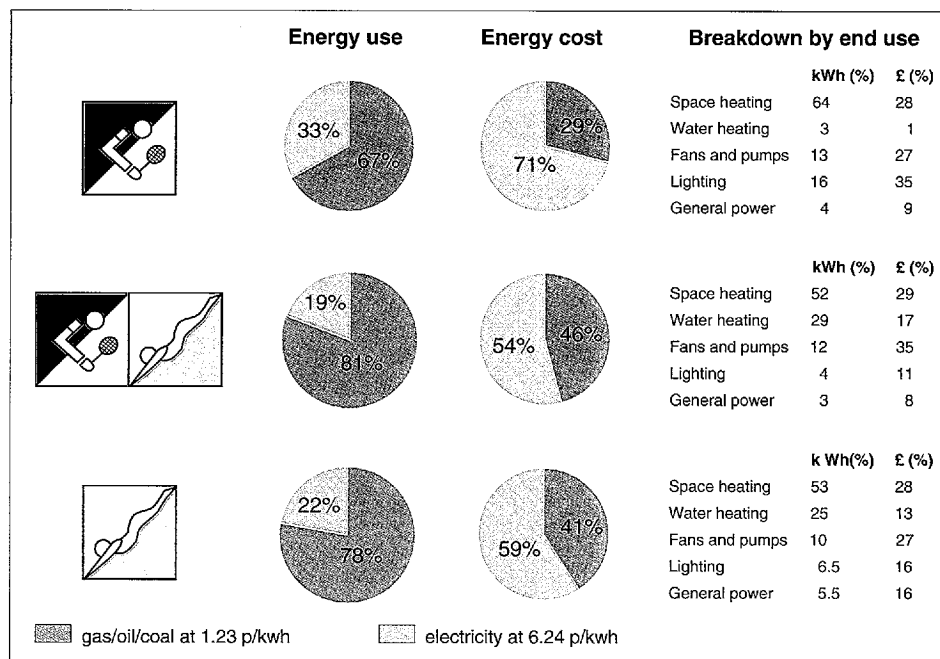 Energy use Energy cost Breakdown by end use
kWh (%) £ (%)
33% 67% 29% 71%
Space heating 64 28
Water heating 3 1
Fans and pumps 13 27
Lighting 16 35
General power 4 9
kWh (%) £ (%)
19% 81% 54% 46%
Space heating 52 29
Water heating 29 17
Fans and pumps 12 35
Lighting 4 11
General power 3 8
k Wh(%) £ (%)
22% 78% 59% 41%
Space heating 53 28
Water heating 25 13
Fans and pumps 10 27
Lighting 6.5 16
General power 5.5 16
gas/oil/coal at 1.23 p/kwh electricity at 6.24 p/kwh